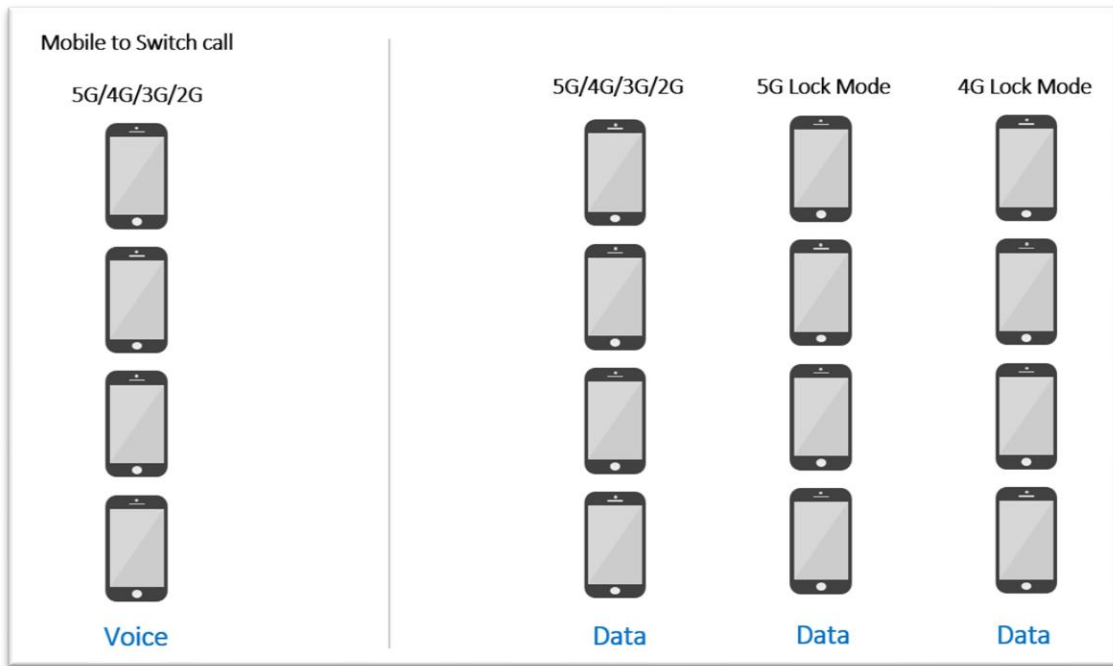 Mobile to Switch call
5G/4G/3G/2G
5G/4G/3G/2G
5G Lock Mode
4G Lock Mode
Voice
Data
Data
Data